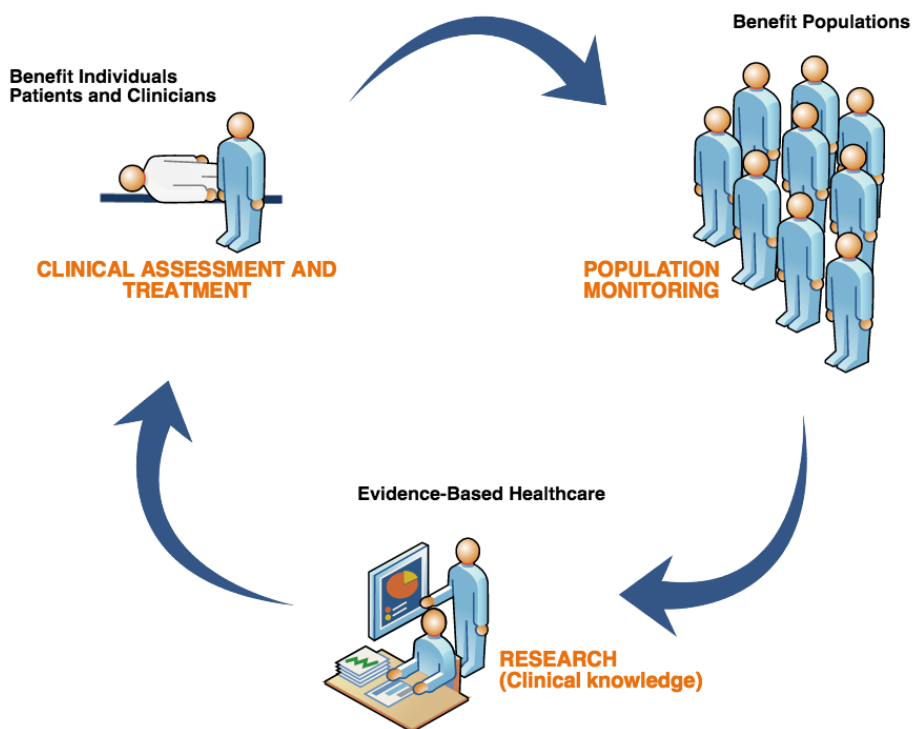 Benefit Populations
Benefit Individuals
Patients and Clinicians
CLINICAL ASSESSMENT AND
TREATMENT
POPULATION
MONITORING
Evidence-Based Healthcare
RESEARCH
(Clinical knowledge)